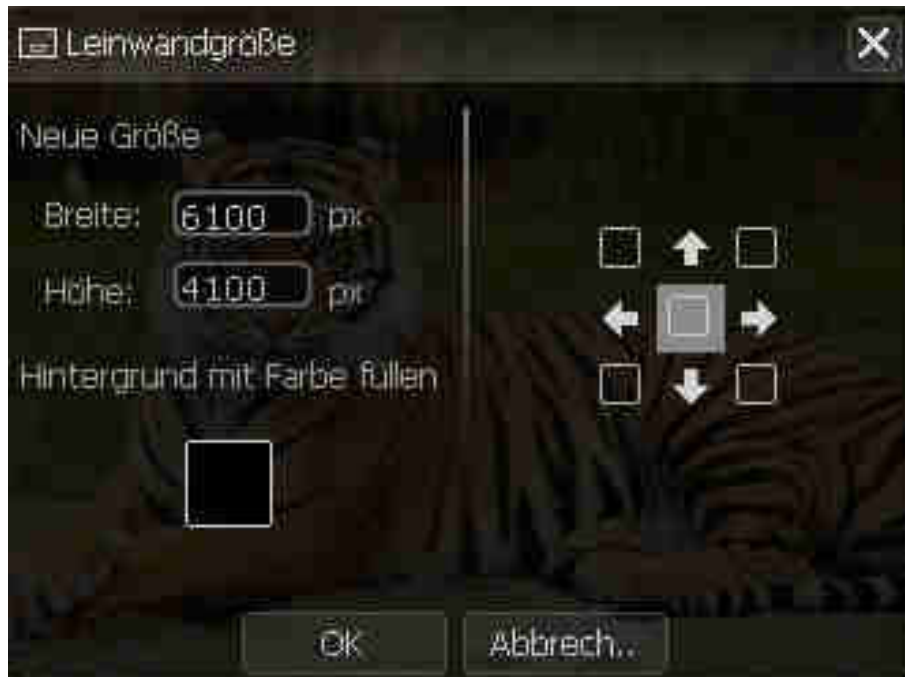 Leinwandgröße
Neue Größe
Breite: 6100 px
Höhe: 4100 px
Hintergrund mit Farbe füllen
OK
Abbrech..